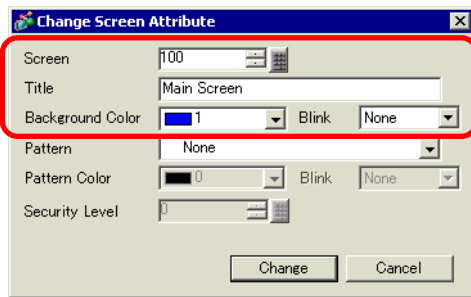 Change Screen Attribute
Screen 100
Title Main Screen
Background Color 1 Blink None
Pattern None
Pattern Color 0 Blink None
Security Level 0
Change Cancel